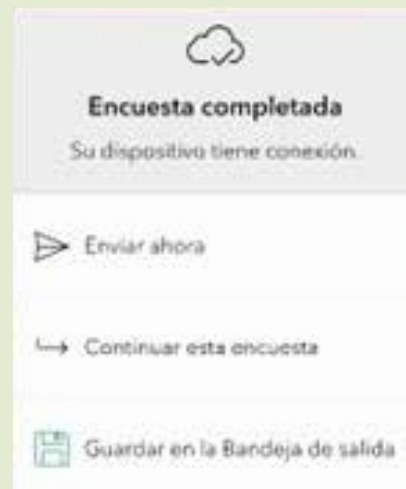 Encuesta completada
Su dispositivo tiene conexión.
Enviar ahora
Continuar esta encuesta
Guardar en la Bandeja de salida